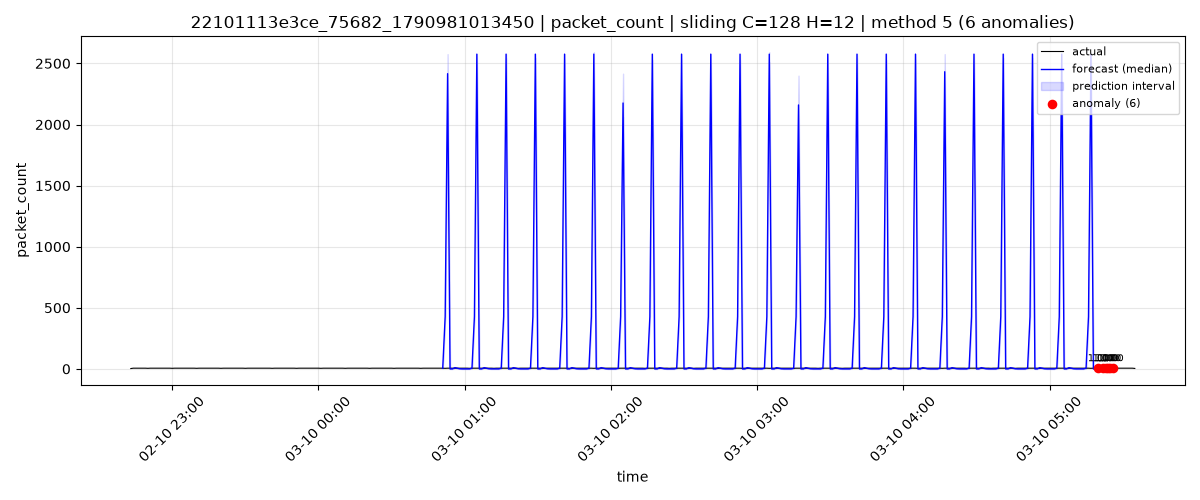 22101113e3ce_75682_1790981013450 | packet_count | sliding C=128 H=12 | method 5 (6 anomalies)
actual
forecast (median)
prediction interval
anomaly (6)
packet_count
2500
2000
1500
1000
500
0
02-10 23:00
03-10 00:00
03-10 01:00
03-10 02:00
03-10 03:00
03-10 04:00
03-10 05:00
time